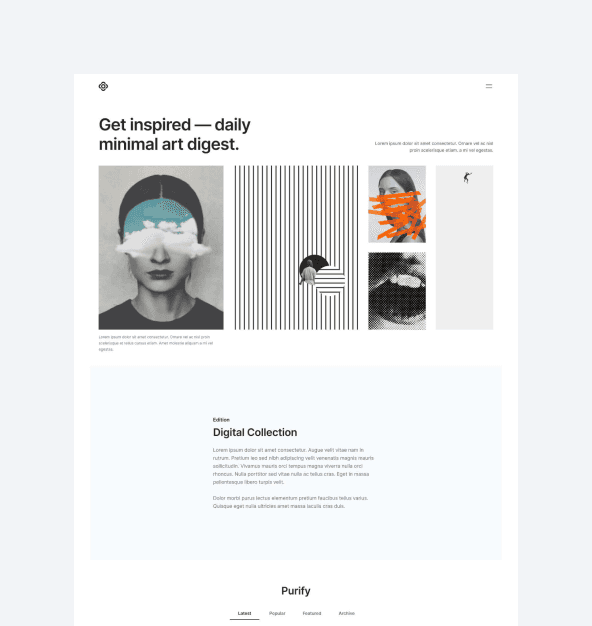 Get inspired — daily
minimal art digest.
Lorem ipsum dolor sit amet consectetur. Ornare vel ac nisl
proin scelerisque etiam, a mi vel egestas.
Lorem ipsum dolor sit amet consectetur. Ornare vel ac nisl proin
scelerisque et tellus cursus etiam. Amet molestie aliquam a mi vel
egestas.
Edition
Digital Collection
Lorem ipsum dolor sit amet consectetur. Augue velit vitae nam in
rutrum. Pretium leo sed nibh adipiscing velit venenatis magnis mauris
sollicitudin. Vivamus mauris orci tempus magna viverra nulla orci
rhoncus. Nulla porttitor sed vitae nulla ac tellus cras. Eget in massa
pellentesque libero turpis velit.
Dolor morbi purus lectus elementum pretium faucibus tellus varius.
Quisque eget nulla ultricies amet massa iaculis cras duis.
Purify
Latest
Popular
Featured
Archive